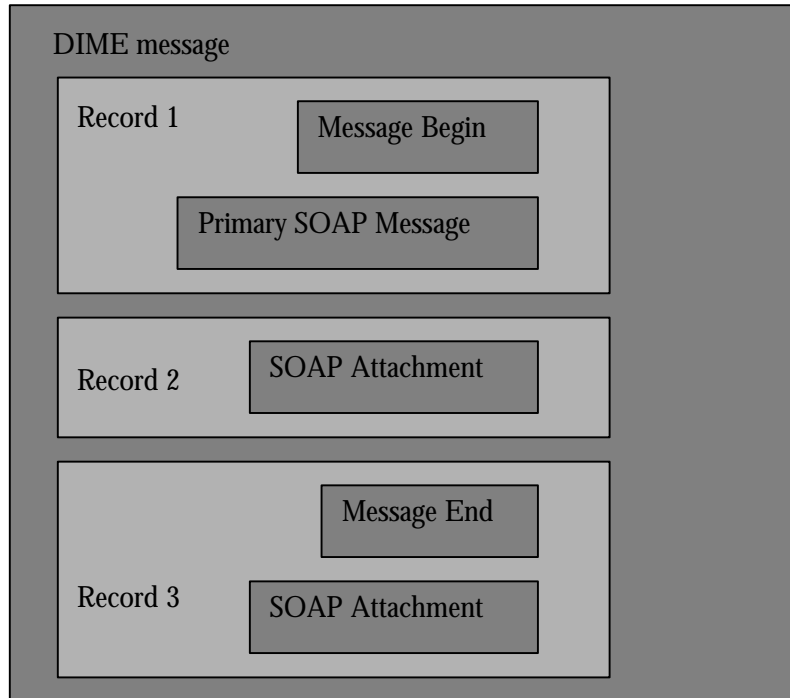 DIME message
Record 1
Message Begin
Primary SOAP Message
Record 2
SOAP Attachment
Message End
Record 3
SOAP Attachment